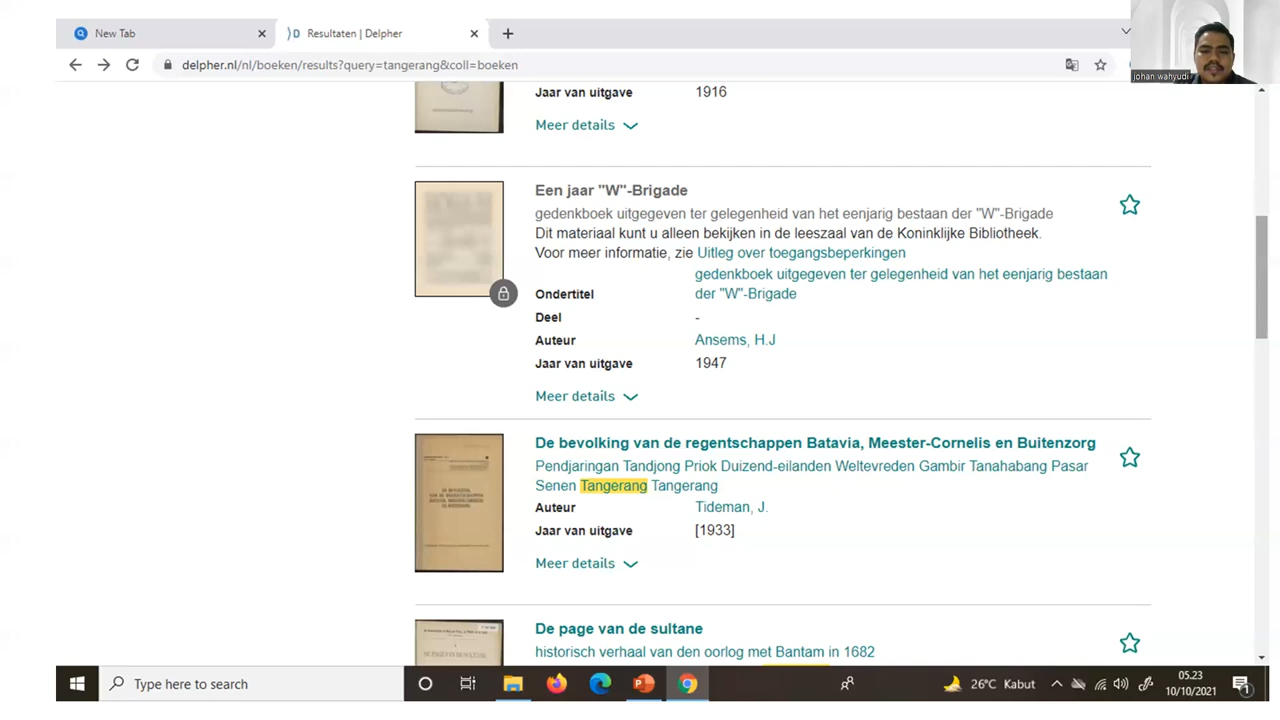 New Tab
Resultaten | Delpher
delpher.nl/nl/boeken/results?query=tangerang&coll=boeken
johan wahyudi
Jaar van uitgave 1916
Meer details
Een jaar "W"-Brigade
gedenkboek uitgegeven ter gelegenheid van het eenjarig bestaan der "W"-Brigade
Dit materiaal kunt u alleen bekijken in de leeszaal van de Koninklijke Bibliotheek.
Voor meer informatie, zie Uitleg over toegangsbeperkingen
gedenkboek uitgegeven ter gelegenheid van het eenjarig bestaan
Ondertitel der "W"-Brigade
Deel -
Auteur Ansems, H.J
Jaar van uitgave 1947
Meer details
De bevolking van de regentschappen Batavia, Meester-Cornelis en Buitenzorg
Pendjaringan Tandjong Priok Duizend-eilanden Weltevreden Gambir Tanahabang Pasar
Senen Tangerang Tangerang
Auteur Tideman, J.
Jaar van uitgave [1933]
Meer details
De page van de sultane
historisch verhaal van den oorlog met Bantam in 1682
Type here to search
26°C Kabut
05.23
10/10/2021
1